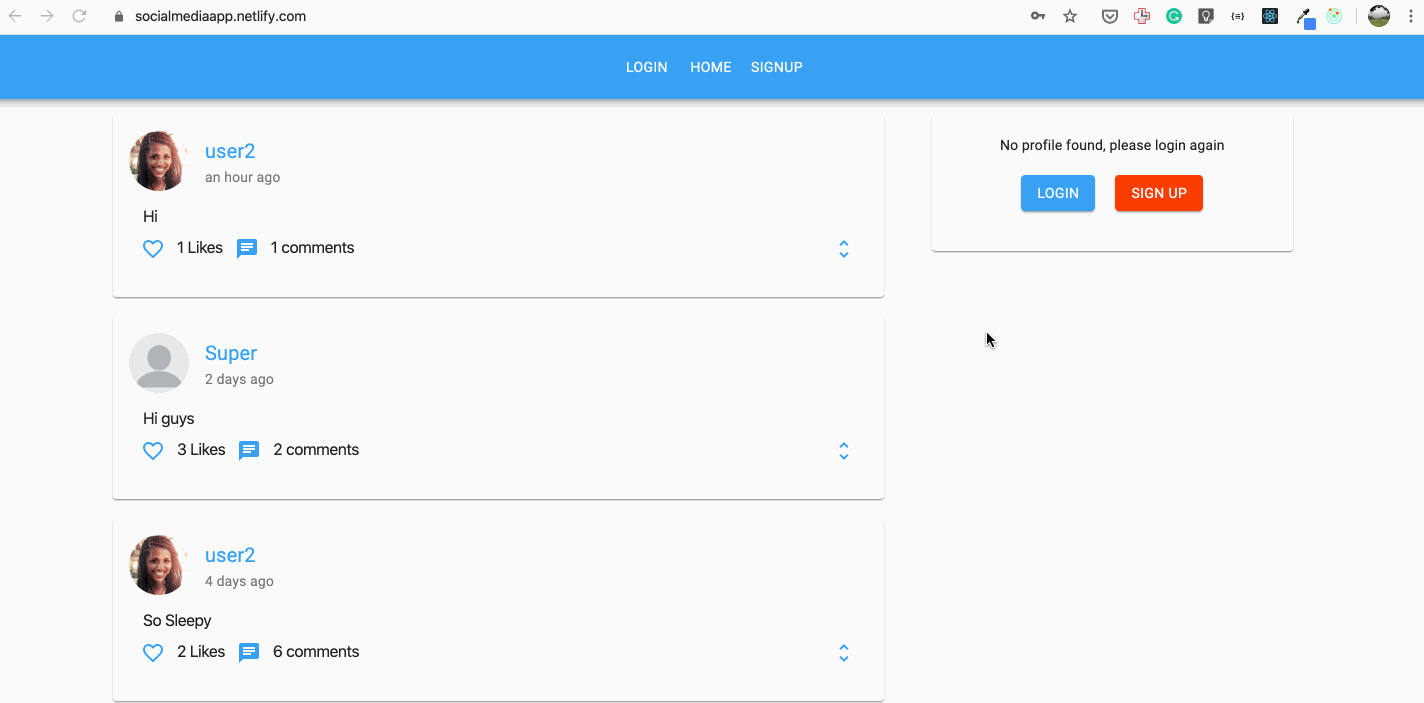 socialmediaapp.netlify.com
LOGIN HOME SIGNUP
user2
an hour ago
Hi
1 Likes 1 comments
Super
2 days ago
Hi guys
3 Likes 2 comments
user2
4 days ago
So Sleepy
2 Likes 6 comments
No profile found, please login again
LOGIN SIGN UP